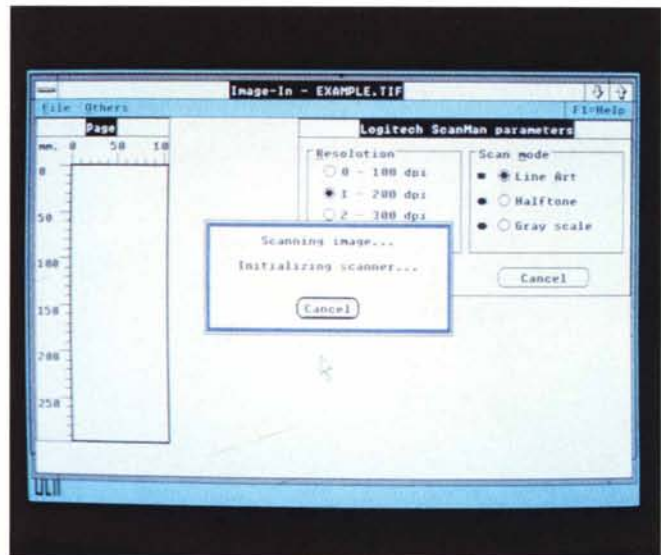 Image-In - EXAMPLE.TIF
File Others
F1=Help
Page
mm. 0 50 10
0
50
100
150
200
250
Logitech ScanMan parameters
Resolution
0 - 100 dpi
1 - 200 dpi
2 - 300 dpi
Scan mode
Line Art
Halftone
Gray scale
Cancel
Scanning image...
Initializing scanner...
Cancel